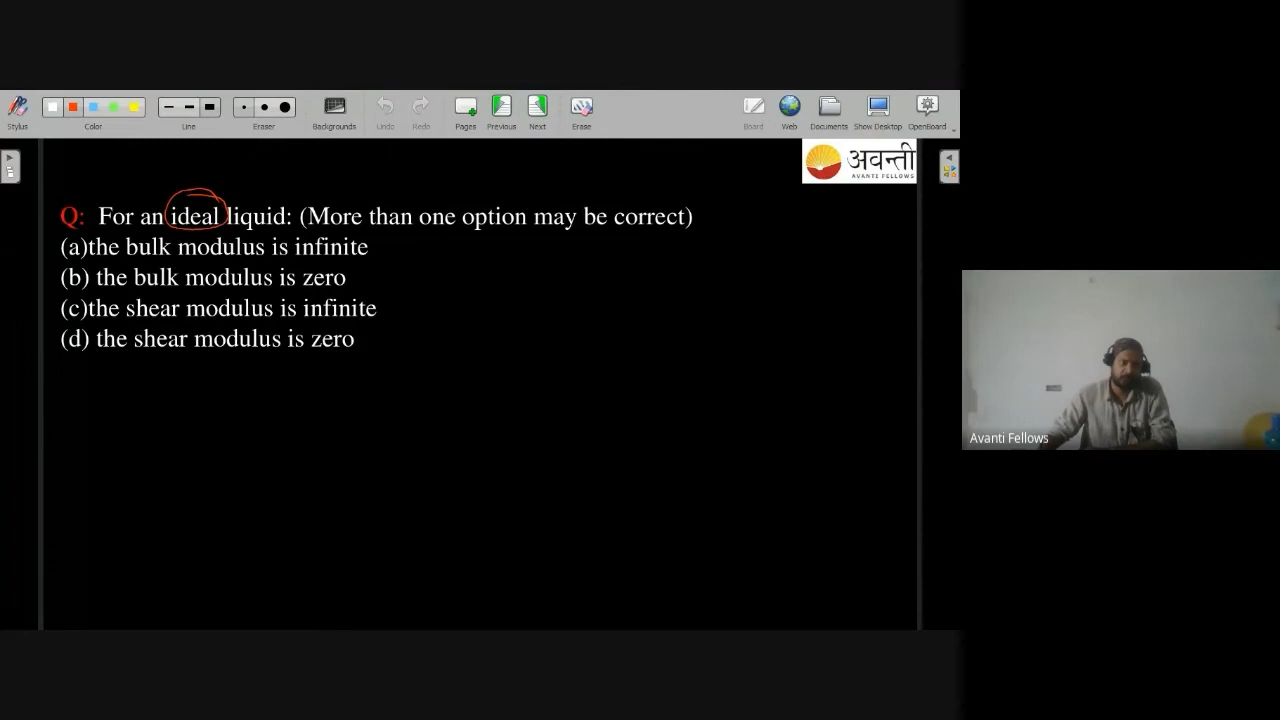 Stylus Color Line Eraser Backgrounds Undo Redo Pages Previous Next Erase Board Web Documents Show Desktop OpenBoard
अवन्ती
AVANTI FELLOWS
Q: For an ideal liquid: (More than one option may be correct)
(a)the bulk modulus is infinite
(b) the bulk modulus is zero
(c)the shear modulus is infinite
(d) the shear modulus is zero
Avanti Fellows